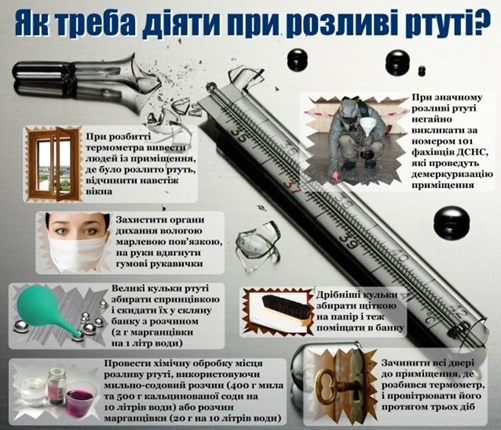 Як треба діяти при розливі ртуті?
При розбитті
термометра вивести
людей із приміщення,
де було розлито ртуть,
відчинити навстіж
вікна
При значному
розливі ртуті
негайно
викликати за
номером 101
фахівців ДСНС,
які проведуть
демеркуризацію
приміщення
Захистити органи
дихання вологою
марлевою пов'язкою,
на руки вдягнути
гумові рукавички
Великі кульки ртуті
збирати спринцівкою
і скидати їх у скляну
банку з розчином
(2 г марганцівки
на 1 літр води)
Дрібніші кульки
збирати щіткою
на папір і теж
поміщати в банку
Провести хімічну обробку місця
розливу ртуті, використовуючи
мильно-содовий розчин (400 г мила
та 500 г кальцинованої соди на
10 літрів води) або розчин
марганцівки (20 г на 10 літрів води)
Зачинити всі двері
до приміщення, де
розбився термометр,
і провітрювати його
протягом трьох діб
35
37
39
°C